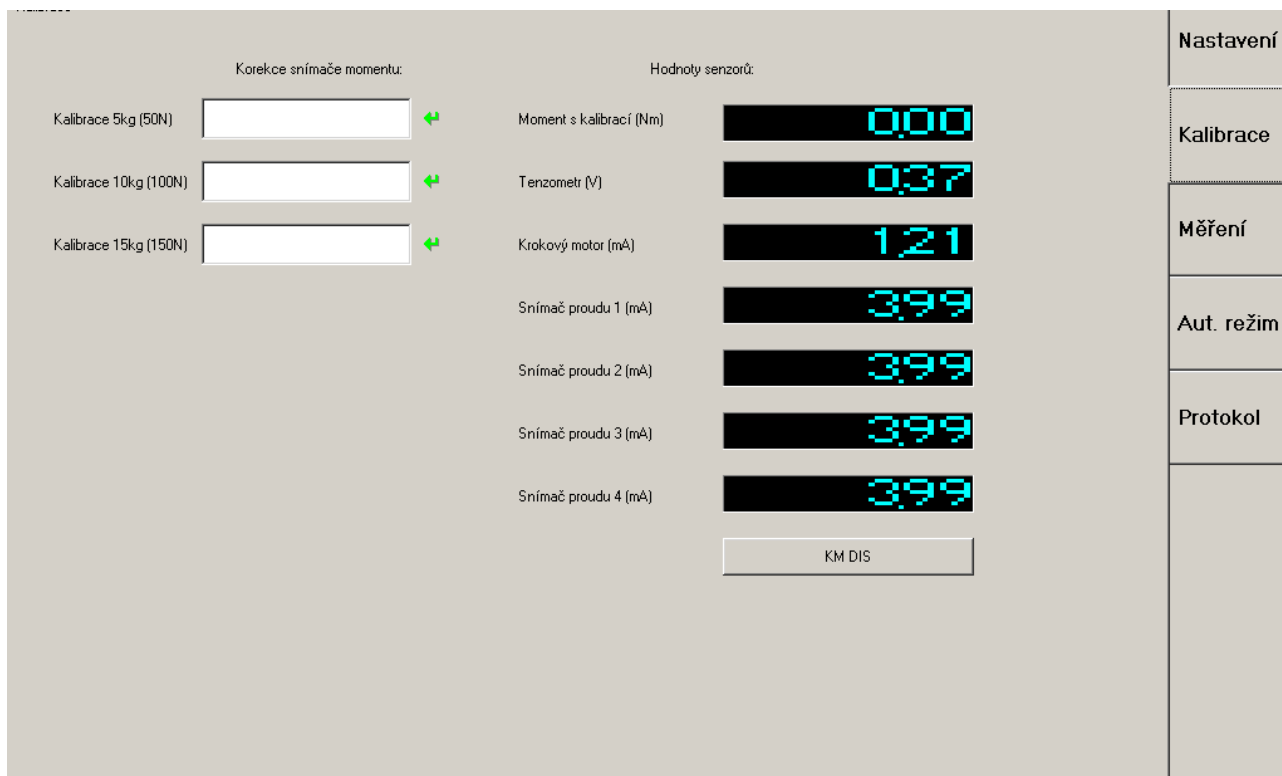 Korekce snímače momentu:
Hodnoty senzorů:
Kalibrace 5kg (50N)
Kalibrace 10kg (100N)
Kalibrace 15kg (150N)
Moment s kalibrací (Nm) 0,00
Tenzometr (V) 0,37
Krokový motor (mA) 1,21
Snímač proudu 1 (mA) 3,99
Snímač proudu 2 (mA) 3,99
Snímač proudu 3 (mA) 3,99
Snímač proudu 4 (mA) 3,99
KM DIS
Nastavení
Kalibrace
Měření
Aut. režim
Protokol